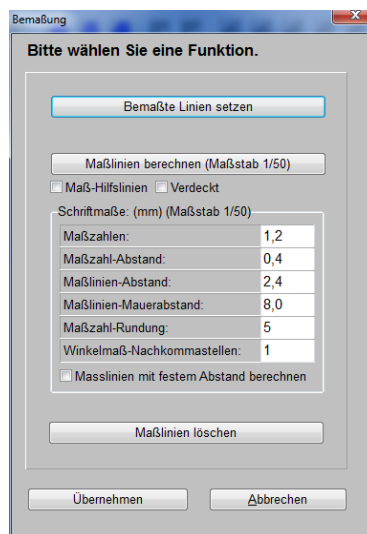 Bemaßung
Bitte wählen Sie eine Funktion.
Bemaßte Linien setzen
Maßlinien berechnen (Maßstab 1/50)
Maß-Hilfslinien Verdeckt
Schriftmaße: (mm) (Maßstab 1/50)
Maßzahlen: 1,2
Maßzahl-Abstand: 0,4
Maßlinien-Abstand: 2,4
Maßlinien-Mauerabstand: 8,0
Maßzahl-Rundung: 5
Winkelmaß-Nachkommastellen: 1
Masslinien mit festem Abstand berechnen
Maßlinien löschen
Übernehmen Abbrechen